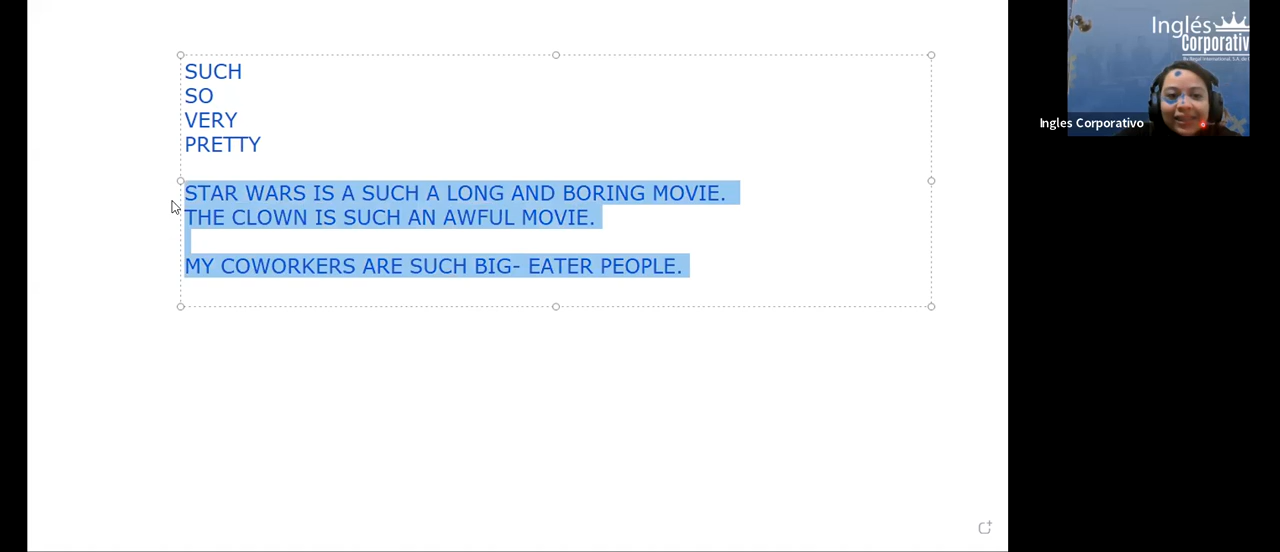 SUCH
SO
VERY
PRETTY
STAR WARS IS A SUCH A LONG AND BORING MOVIE.
THE CLOWN IS SUCH AN AWFUL MOVIE.
MY COWORKERS ARE SUCH BIG- EATER PEOPLE.
Inglés
Corporativ
Ingles Corporativo